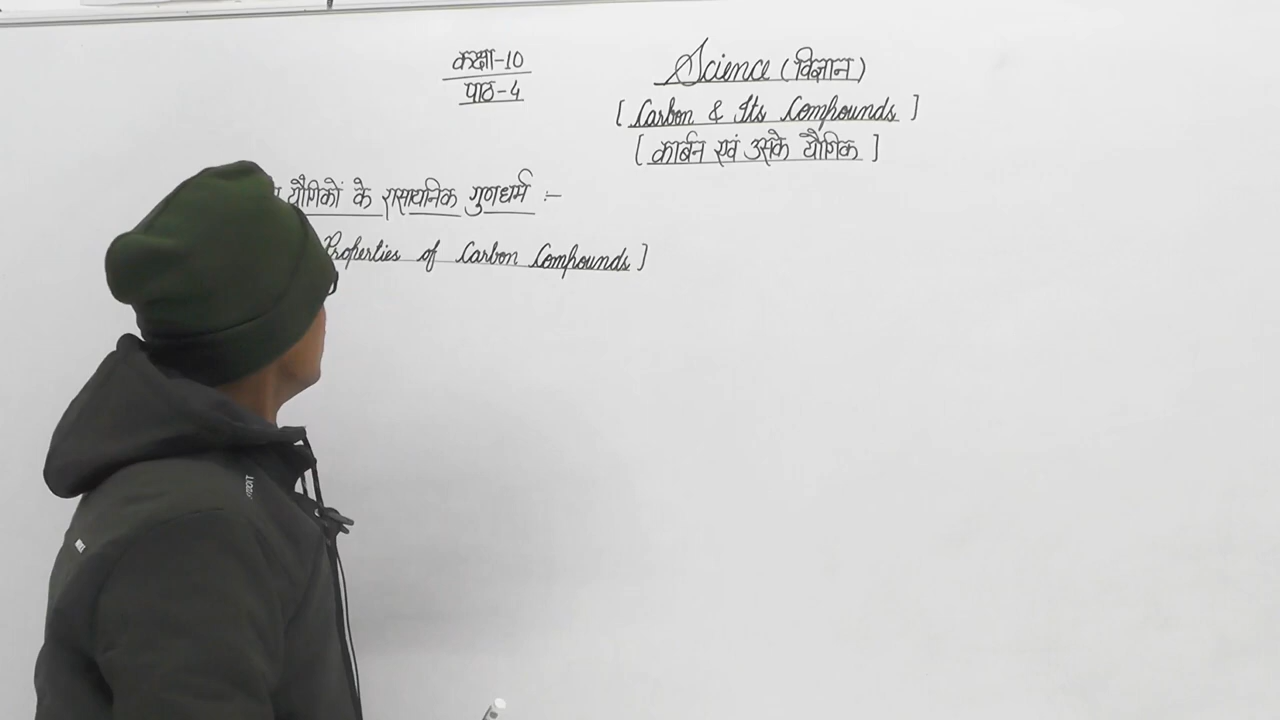 कक्षा-10
पाठ-4
Science (विज्ञान)
[ Carbon & Its Compounds ]
[ कार्बन एवं उसके यौगिक ]
यौगिकों के रासायनिक गुणधर्म :-
Properties of Carbon Compounds ]